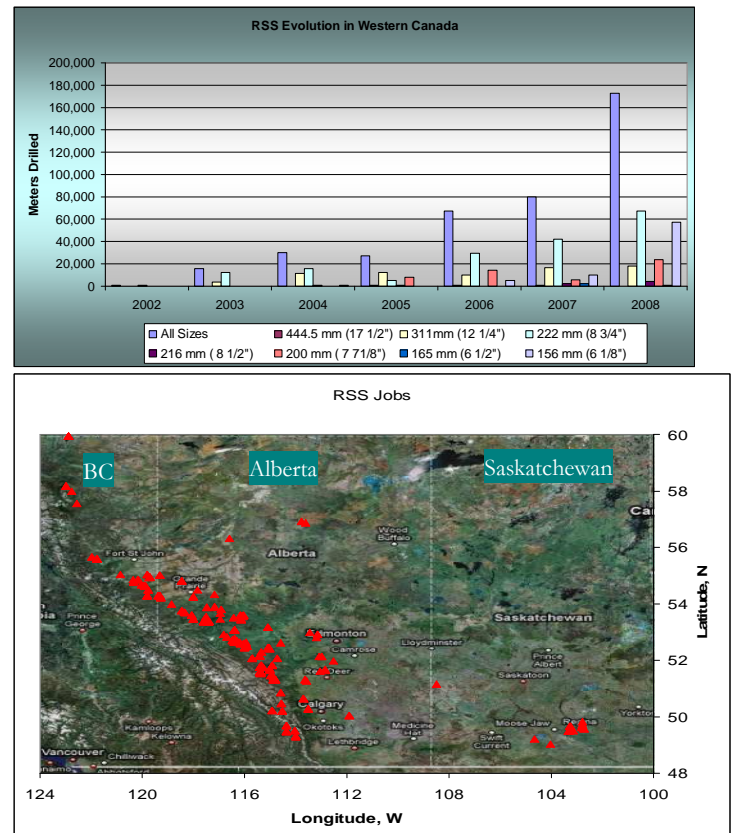 RSS Evolution in Western Canada
200,000
180,000
160,000
140,000
120,000
100,000
80,000
60,000
40,000
20,000
0
Meters Drilled
2002 2003 2004 2005 2006 2007 2008
All Sizes 444.5 mm (17 1/2") 311mm (12 1/4") 222 mm (8 3/4")
216 mm ( 8 1/2") 200 mm ( 7 71/8") 165 mm (6 1/2") 156 mm (6 1/8")
RSS Jobs
60
BC Alberta Saskatchewan
58
Wood
Buffalo
Fort St John
56
Alberta
Grande
Prairie
54
Saskatchewan
Prince
George
Edmonton
Camrose
Lloydminster
Prince
Albert
52
Red Deer
Saskatoon
Calgary
Okotoks
Medicine
Hat
Moose Jaw
Regina
Yorkton
50
Kamloops
Kelowna
Lethbridge
Swift
Current
Vancouver
Chilliwack
48
Latitude, N
124 120 116 112 108 104 100
Longitude, W